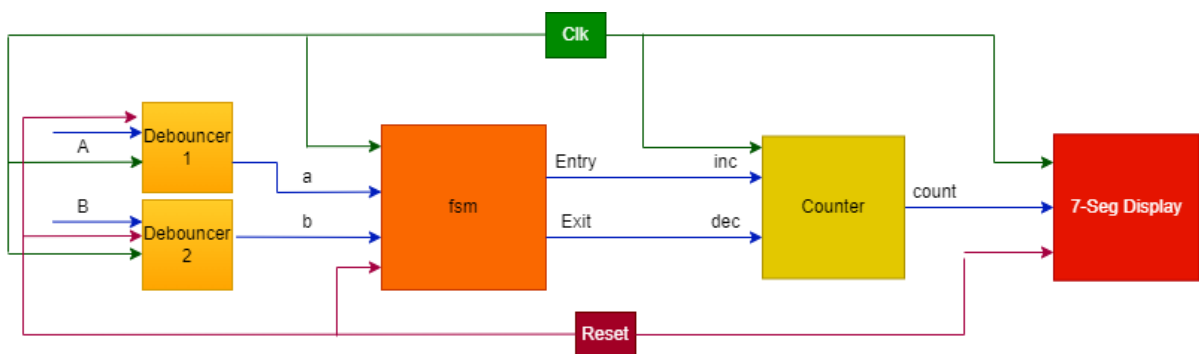 Clk
A
Debouncer
1
a
B
Debouncer
2
b
fsm
Entry
inc
Exit
dec
Counter
count
7-Seg Display
Reset